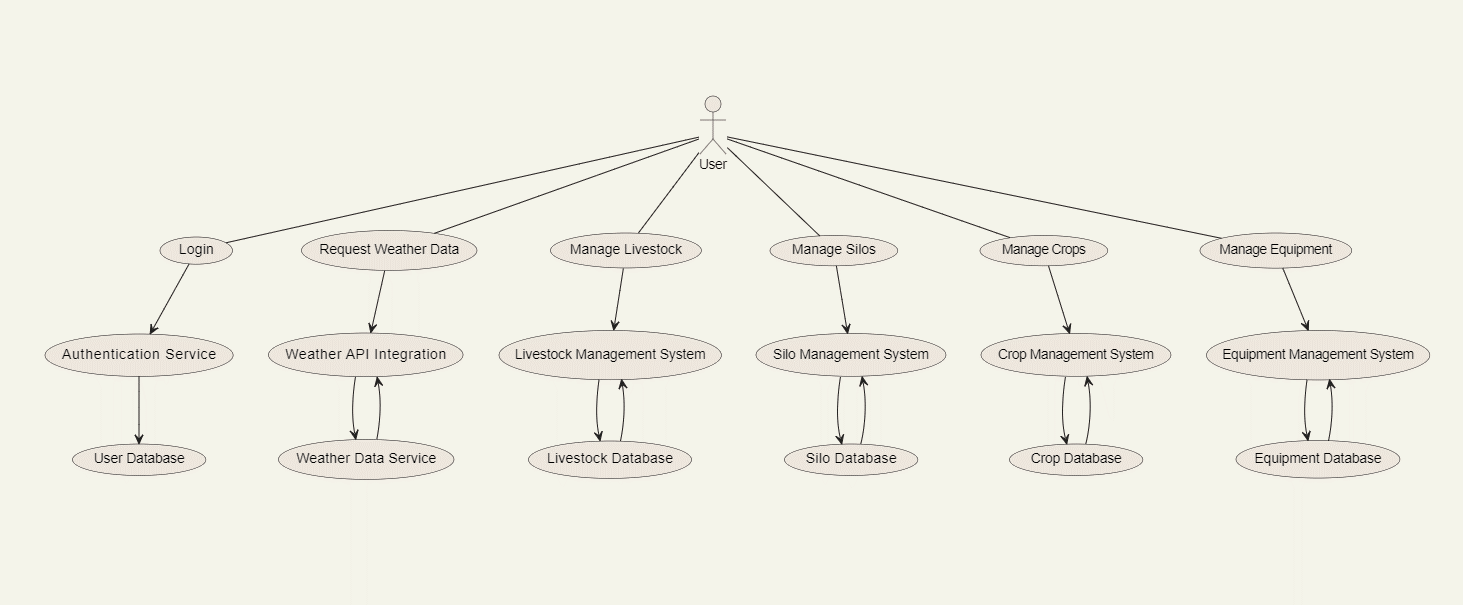 User
Login
Request Weather Data
Manage Livestock
Manage Silos
Manage Crops
Manage Equipment
Authentication Service
Weather API Integration
Livestock Management System
Silo Management System
Crop Management System
Equipment Management System
User Database
Weather Data Service
Livestock Database
Silo Database
Crop Database
Equipment Database